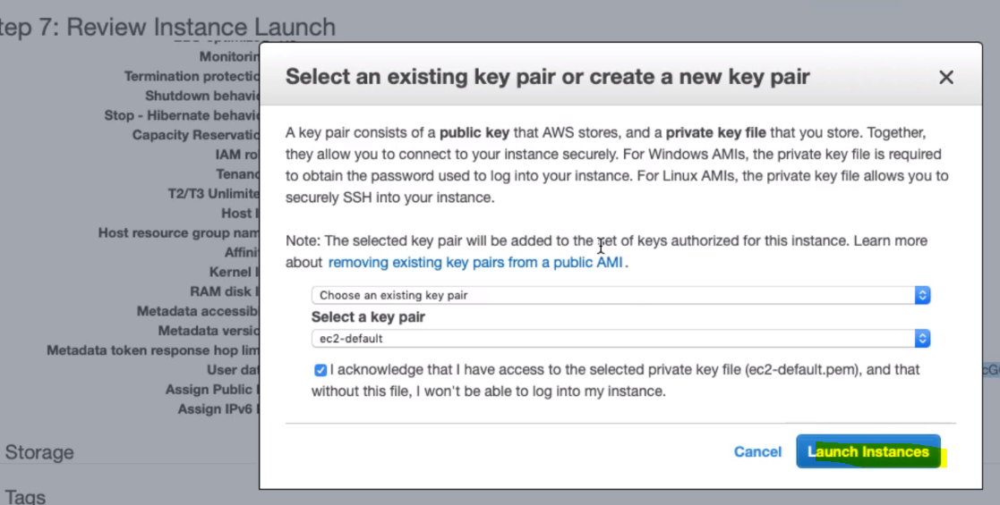 tep 7: Review Instance Launch
Select an existing key pair or create a new key pair
A key pair consists of a public key that AWS stores, and a private key file that you store. Together,
they allow you to connect to your instance securely. For Windows AMIs, the private key file is required
to obtain the password used to log into your instance. For Linux AMIs, the private key file allows you to
securely SSH into your instance.
Note: The selected key pair will be added to the set of keys authorized for this instance. Learn more
about removing existing key pairs from a public AMI .
Choose an existing key pair
Select a key pair
ec2-default
I acknowledge that I have access to the selected private key file (ec2-default.pem), and that
without this file, I won't be able to log into my instance.
Cancel
Launch Instances
Monitorin
Termination protectio
Shutdown behavi
Stop - Hibernate behavi
Capacity Reservatio
IAM ro
Tenan
T2/T3 Unlimite
Host I
Host resource group nam
Affini
Kernel I
RAM disk I
Metadata accessib
Metadata versio
Metadata token response hop lim
User dat
Assign Public I
Assign IPv6 I
Storage
Tags